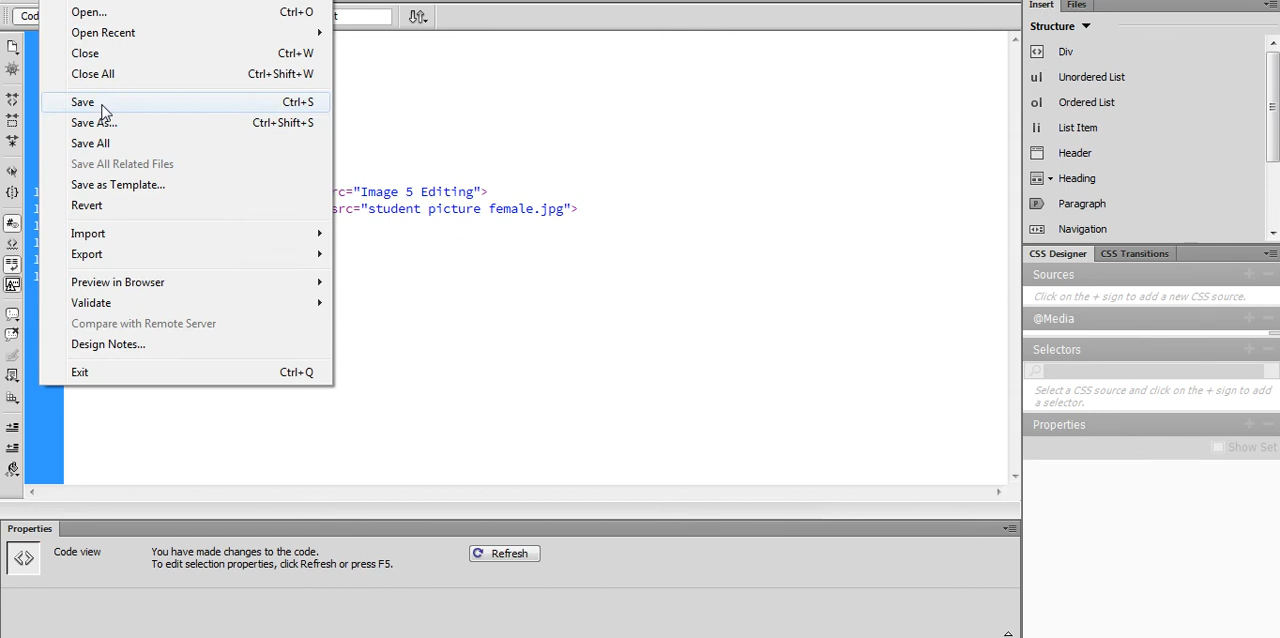 Cod
t
Open... Ctrl+O
Open Recent
Close Ctrl+W
Close All Ctrl+Shift+W
Save Ctrl+S
Save As... Ctrl+Shift+S
Save All
Save All Related Files
Save as Template...
Revert
Import
Export
Preview in Browser
Validate
Compare with Remote Server
Design Notes...
Exit Ctrl+Q
rc="Image 5 Editing">
src="student picture female.jpg">
Insert Files
Structure
Div
ul Unordered List
ol Ordered List
li List Item
Header
Heading
P Paragraph
Navigation
CSS Designer CSS Transitions
Sources
Click on the + sign to add a new CSS source.
@Media
Selectors
Select a CSS source and click on the + sign to add
a selector.
Properties
Show Set
Properties
Code view
You have made changes to the code.
To edit selection properties, click Refresh or press F5.
Refresh